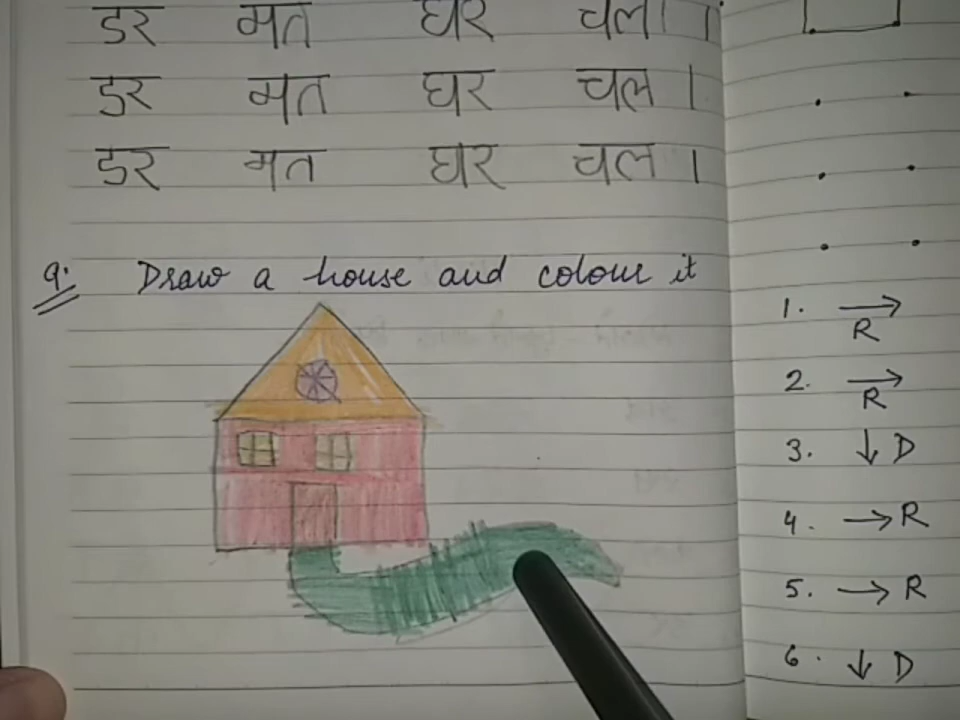 डर मत घर चल।
डर मत घर चल।
डर मत घर चल।
Q. Draw a house and colour it
1. → R
2. → R
3. ↓ D
4. → R
5. → R
6. ↓ D